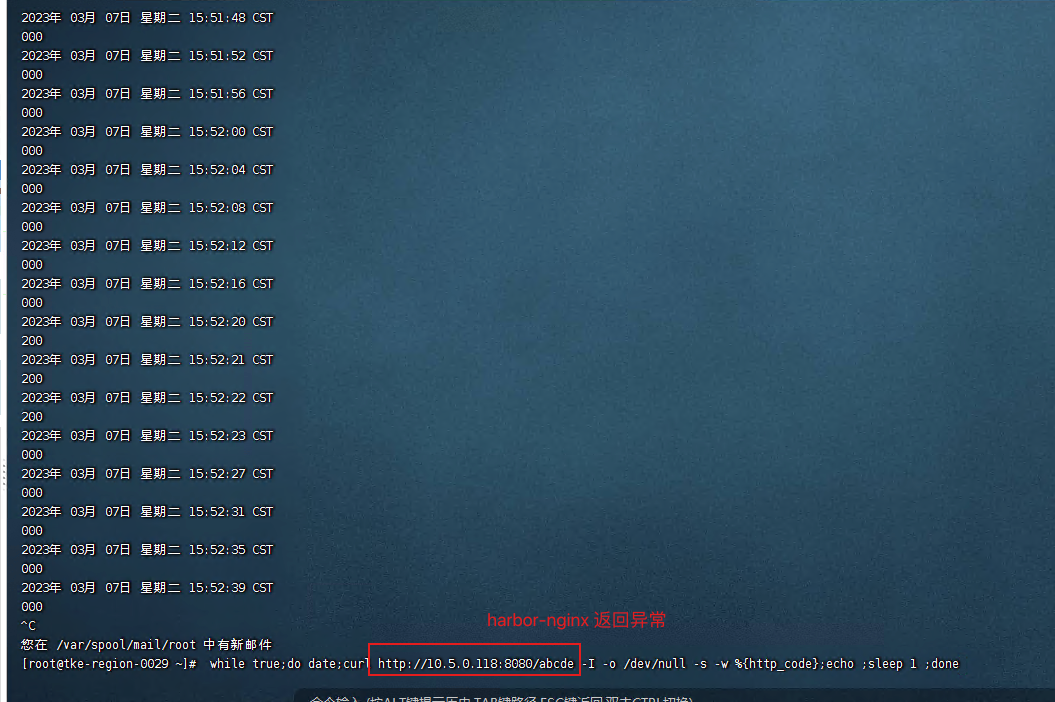 2023年 03月 07日 星期二 15:51:48 CST
000
2023年 03月 07日 星期二 15:51:52 CST
000
2023年 03月 07日 星期二 15:51:56 CST
000
2023年 03月 07日 星期二 15:52:00 CST
000
2023年 03月 07日 星期二 15:52:04 CST
000
2023年 03月 07日 星期二 15:52:08 CST
000
2023年 03月 07日 星期二 15:52:12 CST
000
2023年 03月 07日 星期二 15:52:16 CST
000
2023年 03月 07日 星期二 15:52:20 CST
200
2023年 03月 07日 星期二 15:52:21 CST
200
2023年 03月 07日 星期二 15:52:22 CST
200
2023年 03月 07日 星期二 15:52:23 CST
000
2023年 03月 07日 星期二 15:52:27 CST
000
2023年 03月 07日 星期二 15:52:31 CST
000
2023年 03月 07日 星期二 15:52:35 CST
000
2023年 03月 07日 星期二 15:52:39 CST
000
^C
harbor-nginx 返回异常
您在 /var/spool/mail/root 中有新邮件
[root@tke-region-0029 ~]# while true;do date;curl http://10.5.0.118:8080/abcde -I -o /dev/null -s -w %{http_code};echo ;sleep 1 ;done